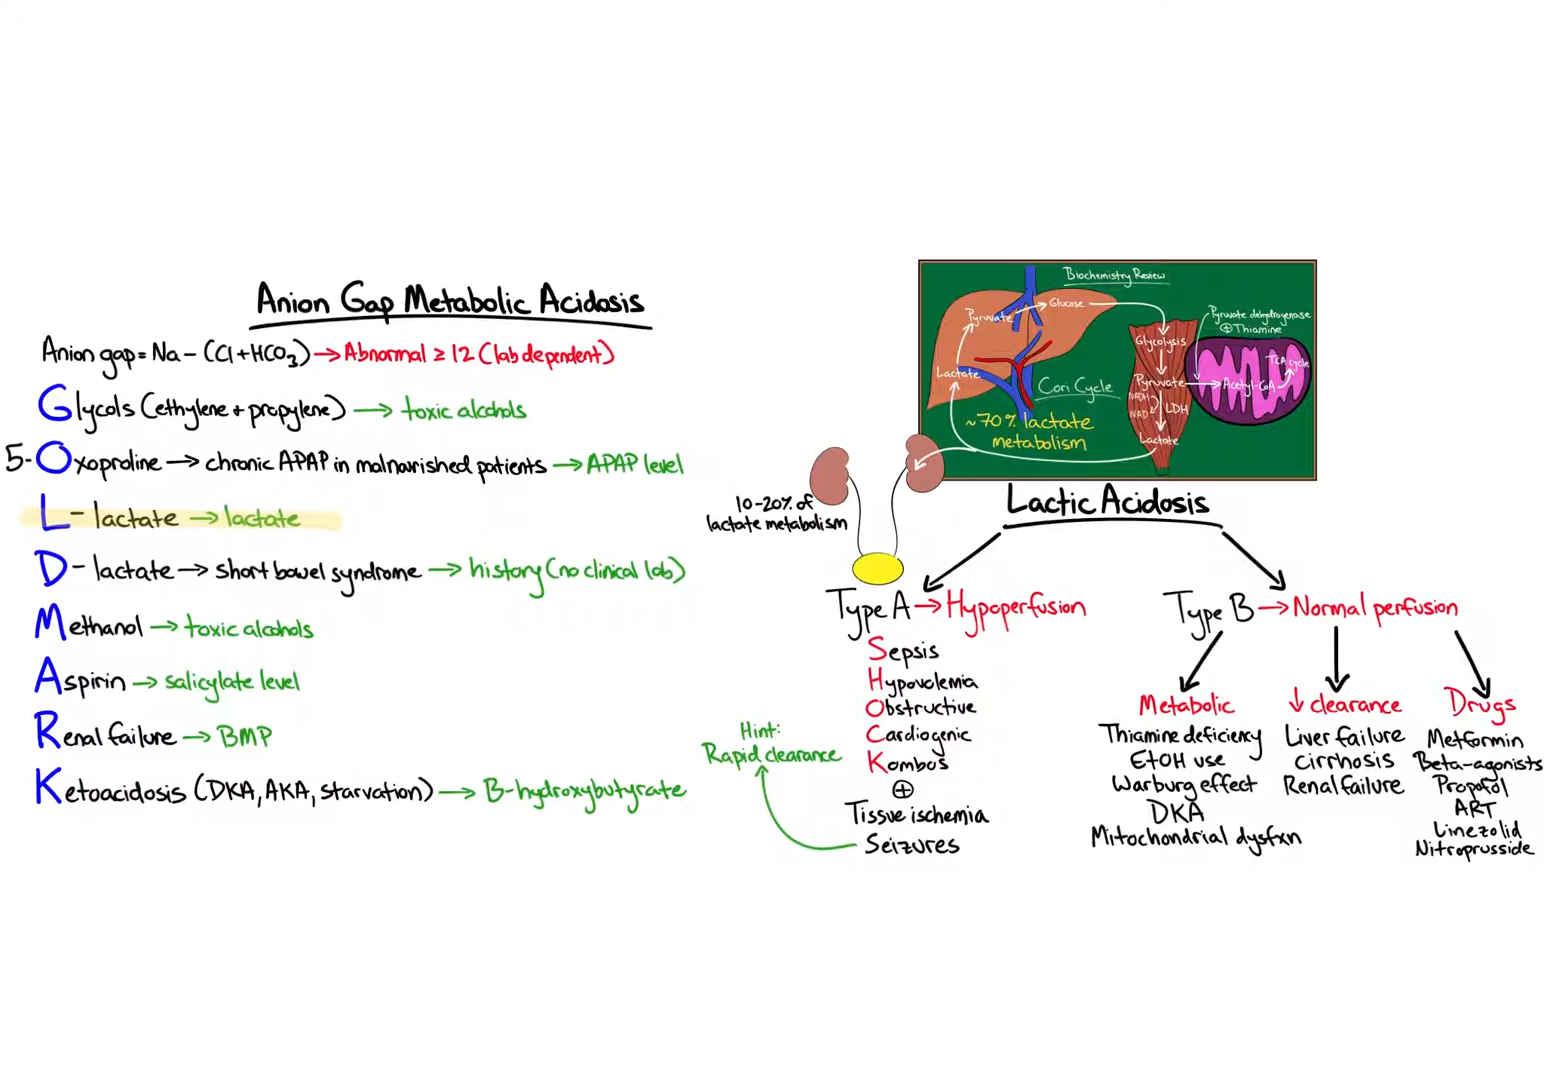 Anion Gap Metabolic Acidosis
Anion gap = Na - (Cl + HCO3) → Abnormal ≥ 12 (lab dependent)
Glycols (ethylene + propylene) → toxic alcohols
5-Oxoproline → chronic APAP in malnourished patients → APAP level
L - lactate → lactate
D - lactate → short bowel syndrome → history (no clinical lab)
Methanol → toxic alcohols
Aspirin → salicylate level
Renal failure → BMP
Ketoacidosis (DKA, AKA, starvation) → B-hydroxybutyrate
Biochemistry Review
Pyruvate → Glucose
Lactate
Cori Cycle
~70% lactate
metabolism
Glycolysis
Pyruvate
NADH
NAD
LDH
Lactate
Pyruvate dehydrogenase
⊕ Thiamine
Acetyl-CoA
TCA cycle
10-20% of
lactate metabolism
Lactic Acidosis
Type A → Hypoperfusion
Sepsis
Hypovolemia
Obstructive
Cardiogenic
Kombos
⊕
Tissue ischemia
Seizures
Hint:
Rapid clearance
Type B → Normal perfusion
Metabolic
Thiamine deficiency
EtOH use
Warburg effect
DKA
Mitochondrial dysfxn
↓ clearance
Liver failure
cirrhosis
Renal failure
Drugs
Metformin
Beta-agonists
Propofol
ART
Linezolid
Nitroprusside